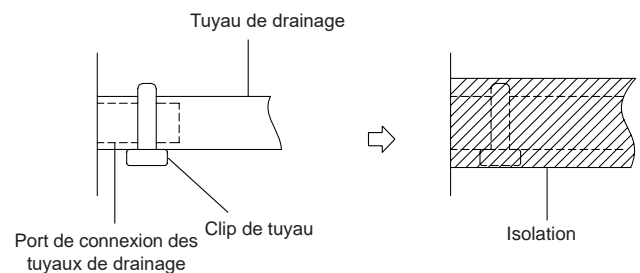 Tuyau de drainage
Clip de tuyau
Port de connexion des
tuyaux de drainage
Isolation